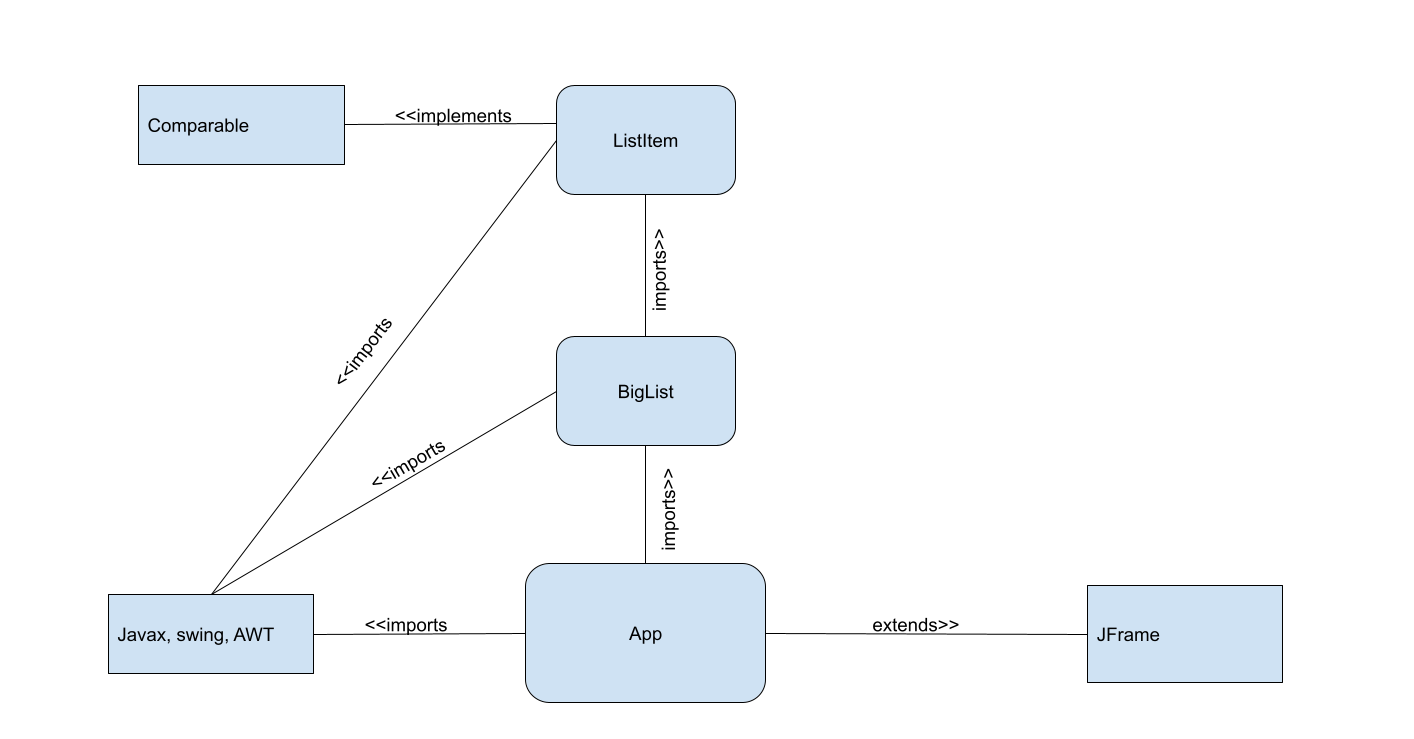 Comparable
<<implements
ListItem
imports>>
<<imports
BigList
<<imports
imports>>
Javax, swing, AWT
<<imports
App
extends>>
JFrame